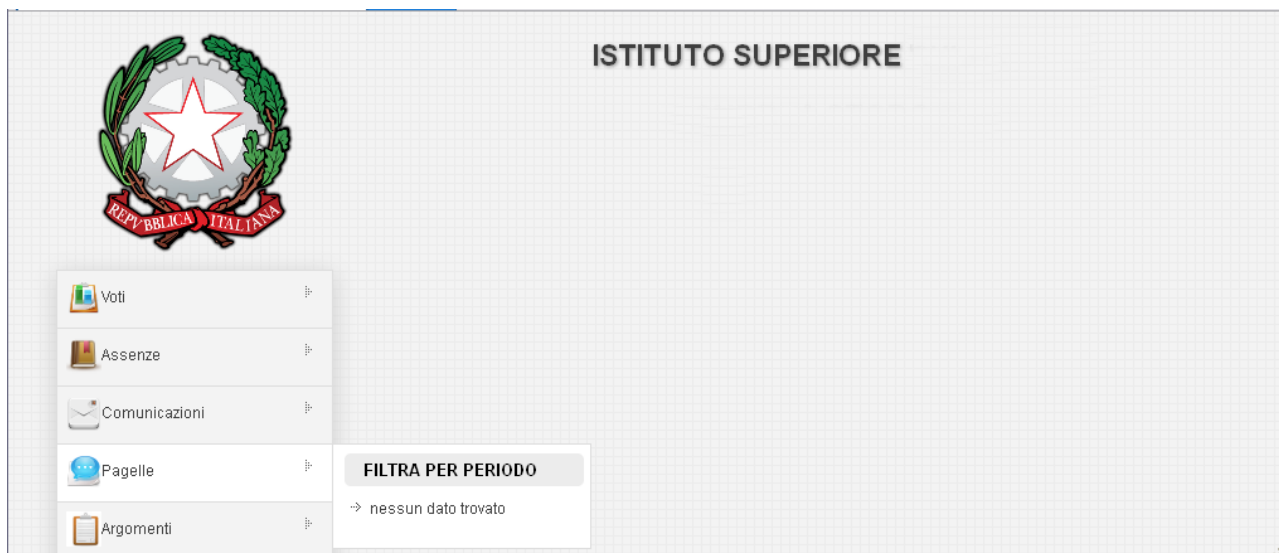 ISTITUTO SUPERIORE
REPVBBLICA ITALIANA
Voti
Assenze
Comunicazioni
Pagelle
FILTRA PER PERIODO
nessun dato trovato
Argomenti